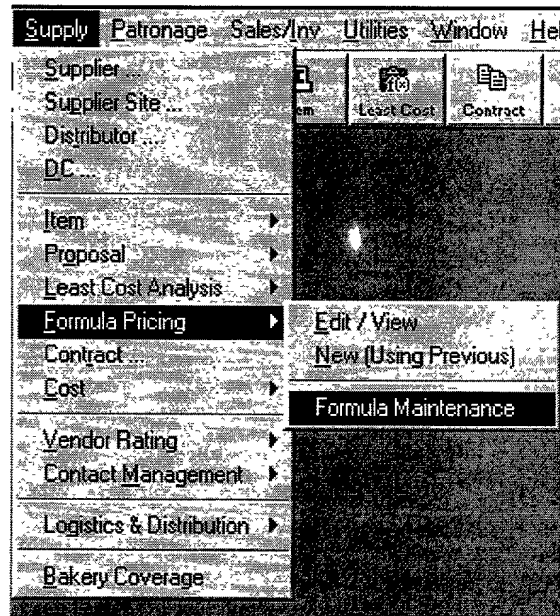 Supply Patronage Sales/Inv Utilities Window Hel
Supplier ...
Supplier Site ...
Distributor ...
DC ...
em Least Cost Contract
Item
Proposal
Least Cost Analysis
Formula Pricing
Edit / View
New (Using Previous)
Formula Maintenance
Contract ...
Cost
Vendor Rating
Contact Management
Logistics & Distribution
Bakery Coverage